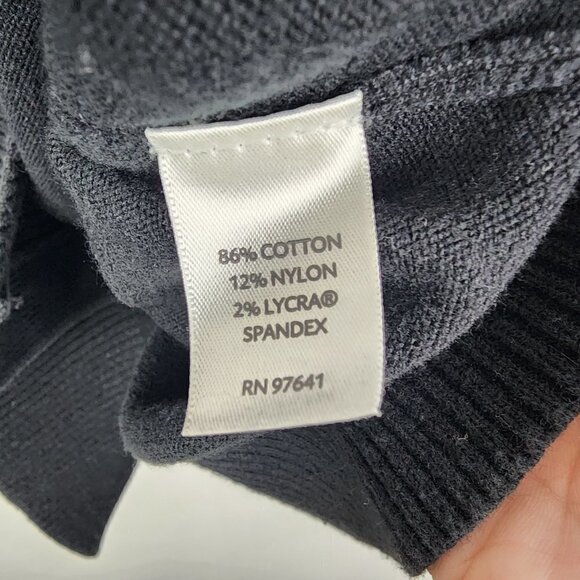 86% COTTON
12% NYLON
2% LYCRA®
SPANDEX
RN 97641